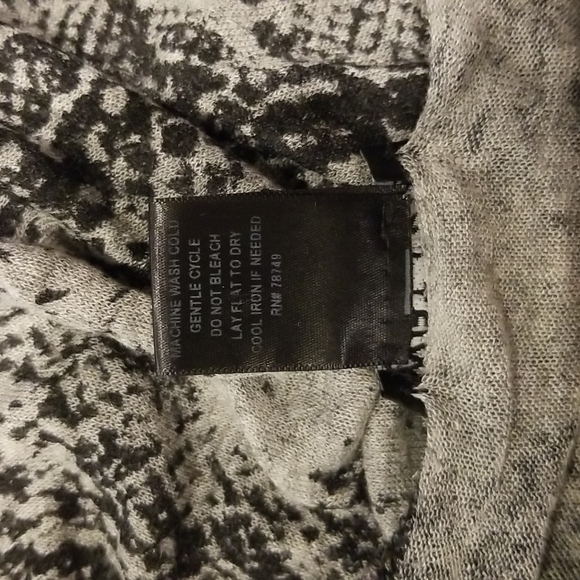 MACHINE WASH COLD
GENTLE CYCLE
DO NOT BLEACH
LAY FLAT TO DRY
COOL IRON IF NEEDED
RN# 78749